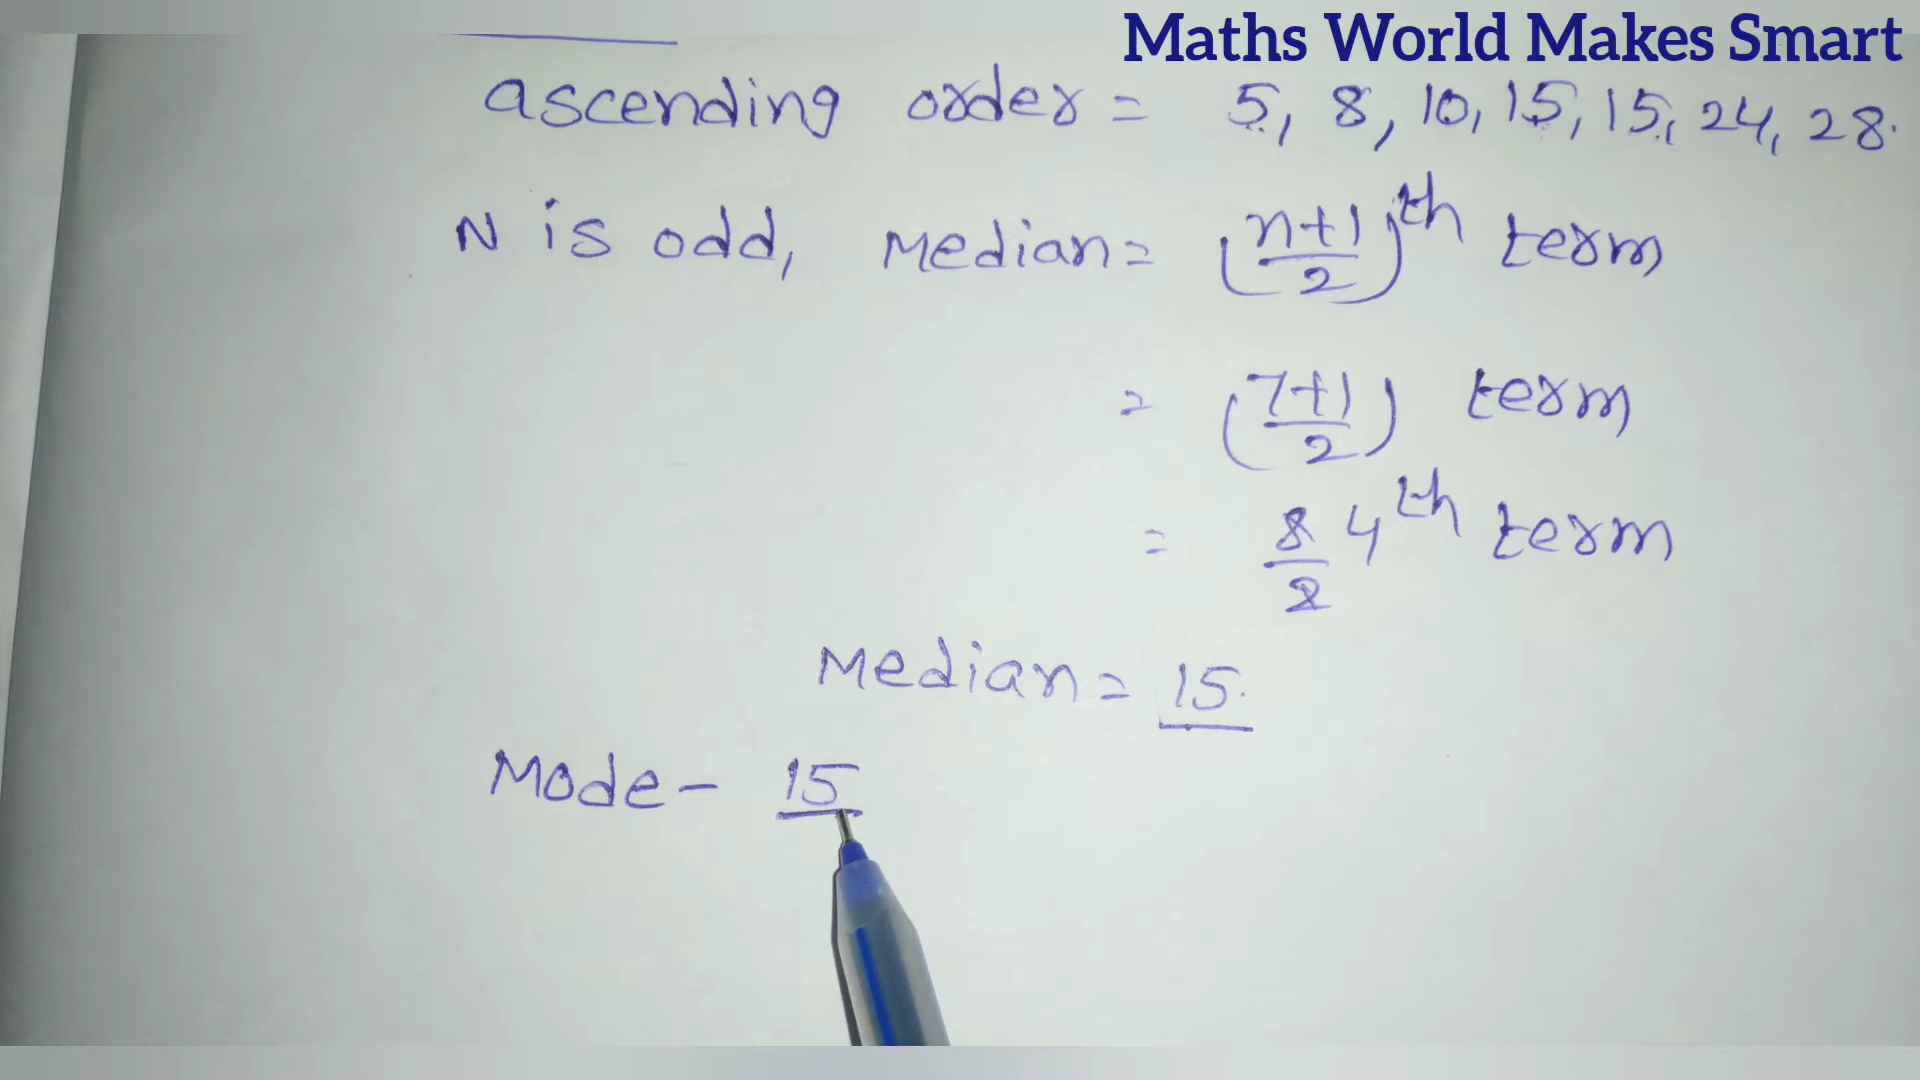 Maths World Makes Smart
ascending order = 5, 8, 10, 15, 15, 24, 28.
N is odd, Median = (n+1/2)th term
= (7+1/2) term
= 8/2 4th term
Median = 15.
Mode - 15